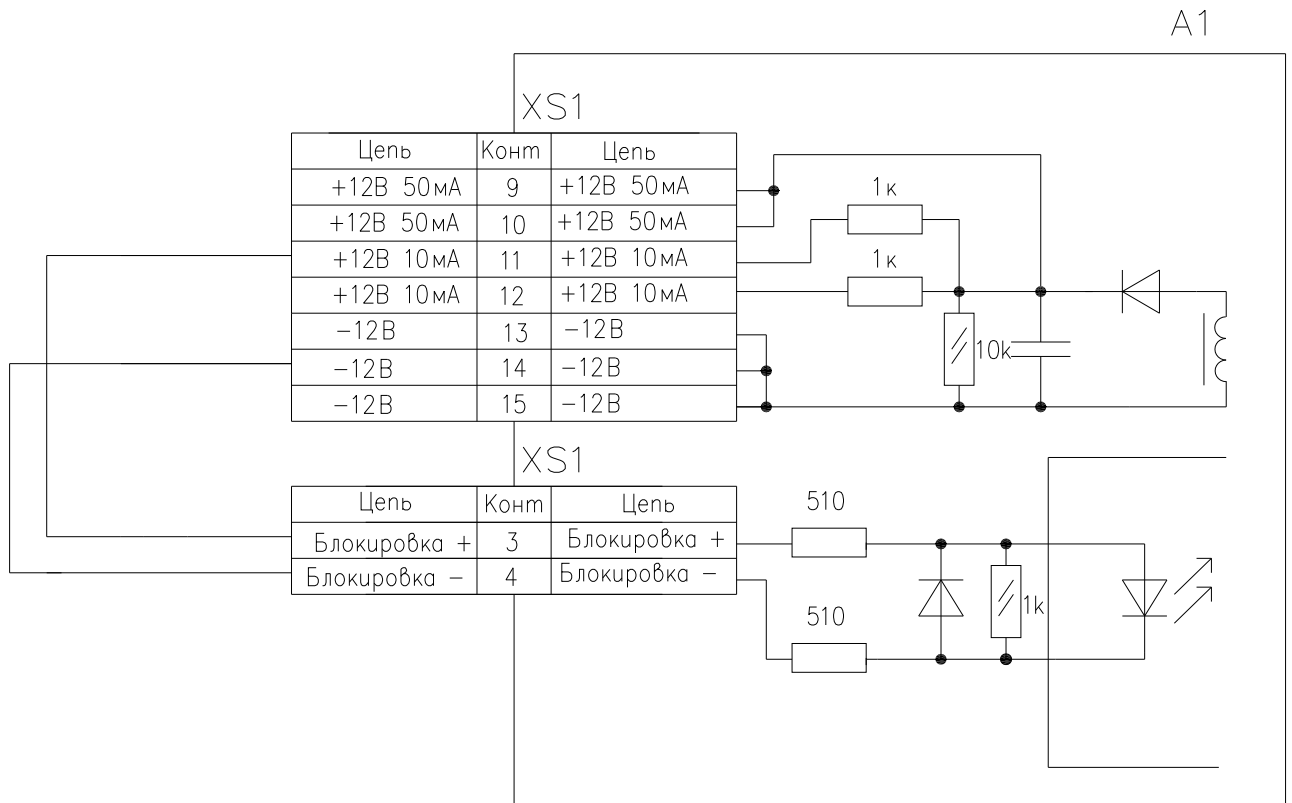 A1
XS1
Цепь Конт Цепь
+12В 50мА 9 +12В 50мА
+12В 50мА 10 +12В 50мА
+12В 10мА 11 +12В 10мА
+12В 10мА 12 +12В 10мА
-12В 13 -12В
-12В 14 -12В
-12В 15 -12В
1к
1к
10k
XS1
Цепь Конт Цепь
Блокировка + 3 Блокировка +
Блокировка - 4 Блокировка -
510
510
1k